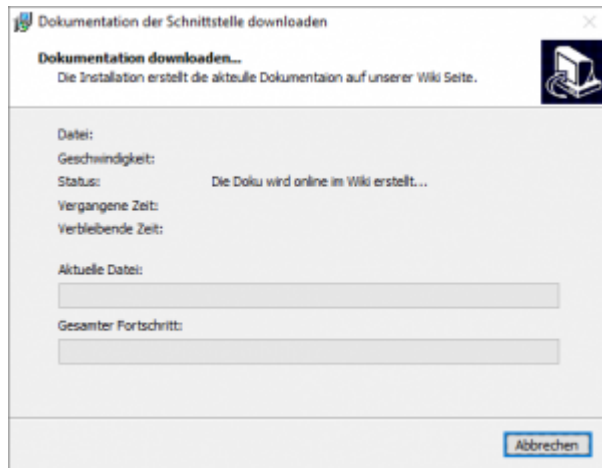 Dokumentation der Schnittstelle downloaden
Dokumentation downloaden...
Die Installation erstellt die akteulle Dokumentaion auf unserer Wiki Seite.
Datei:
Geschwindigkeit:
Status: Die Doku wird online im Wiki erstellt...
Vergangene Zeit:
Verbleibende Zeit:
Aktuelle Datei:
Gesamter Fortschritt:
Abbrechen